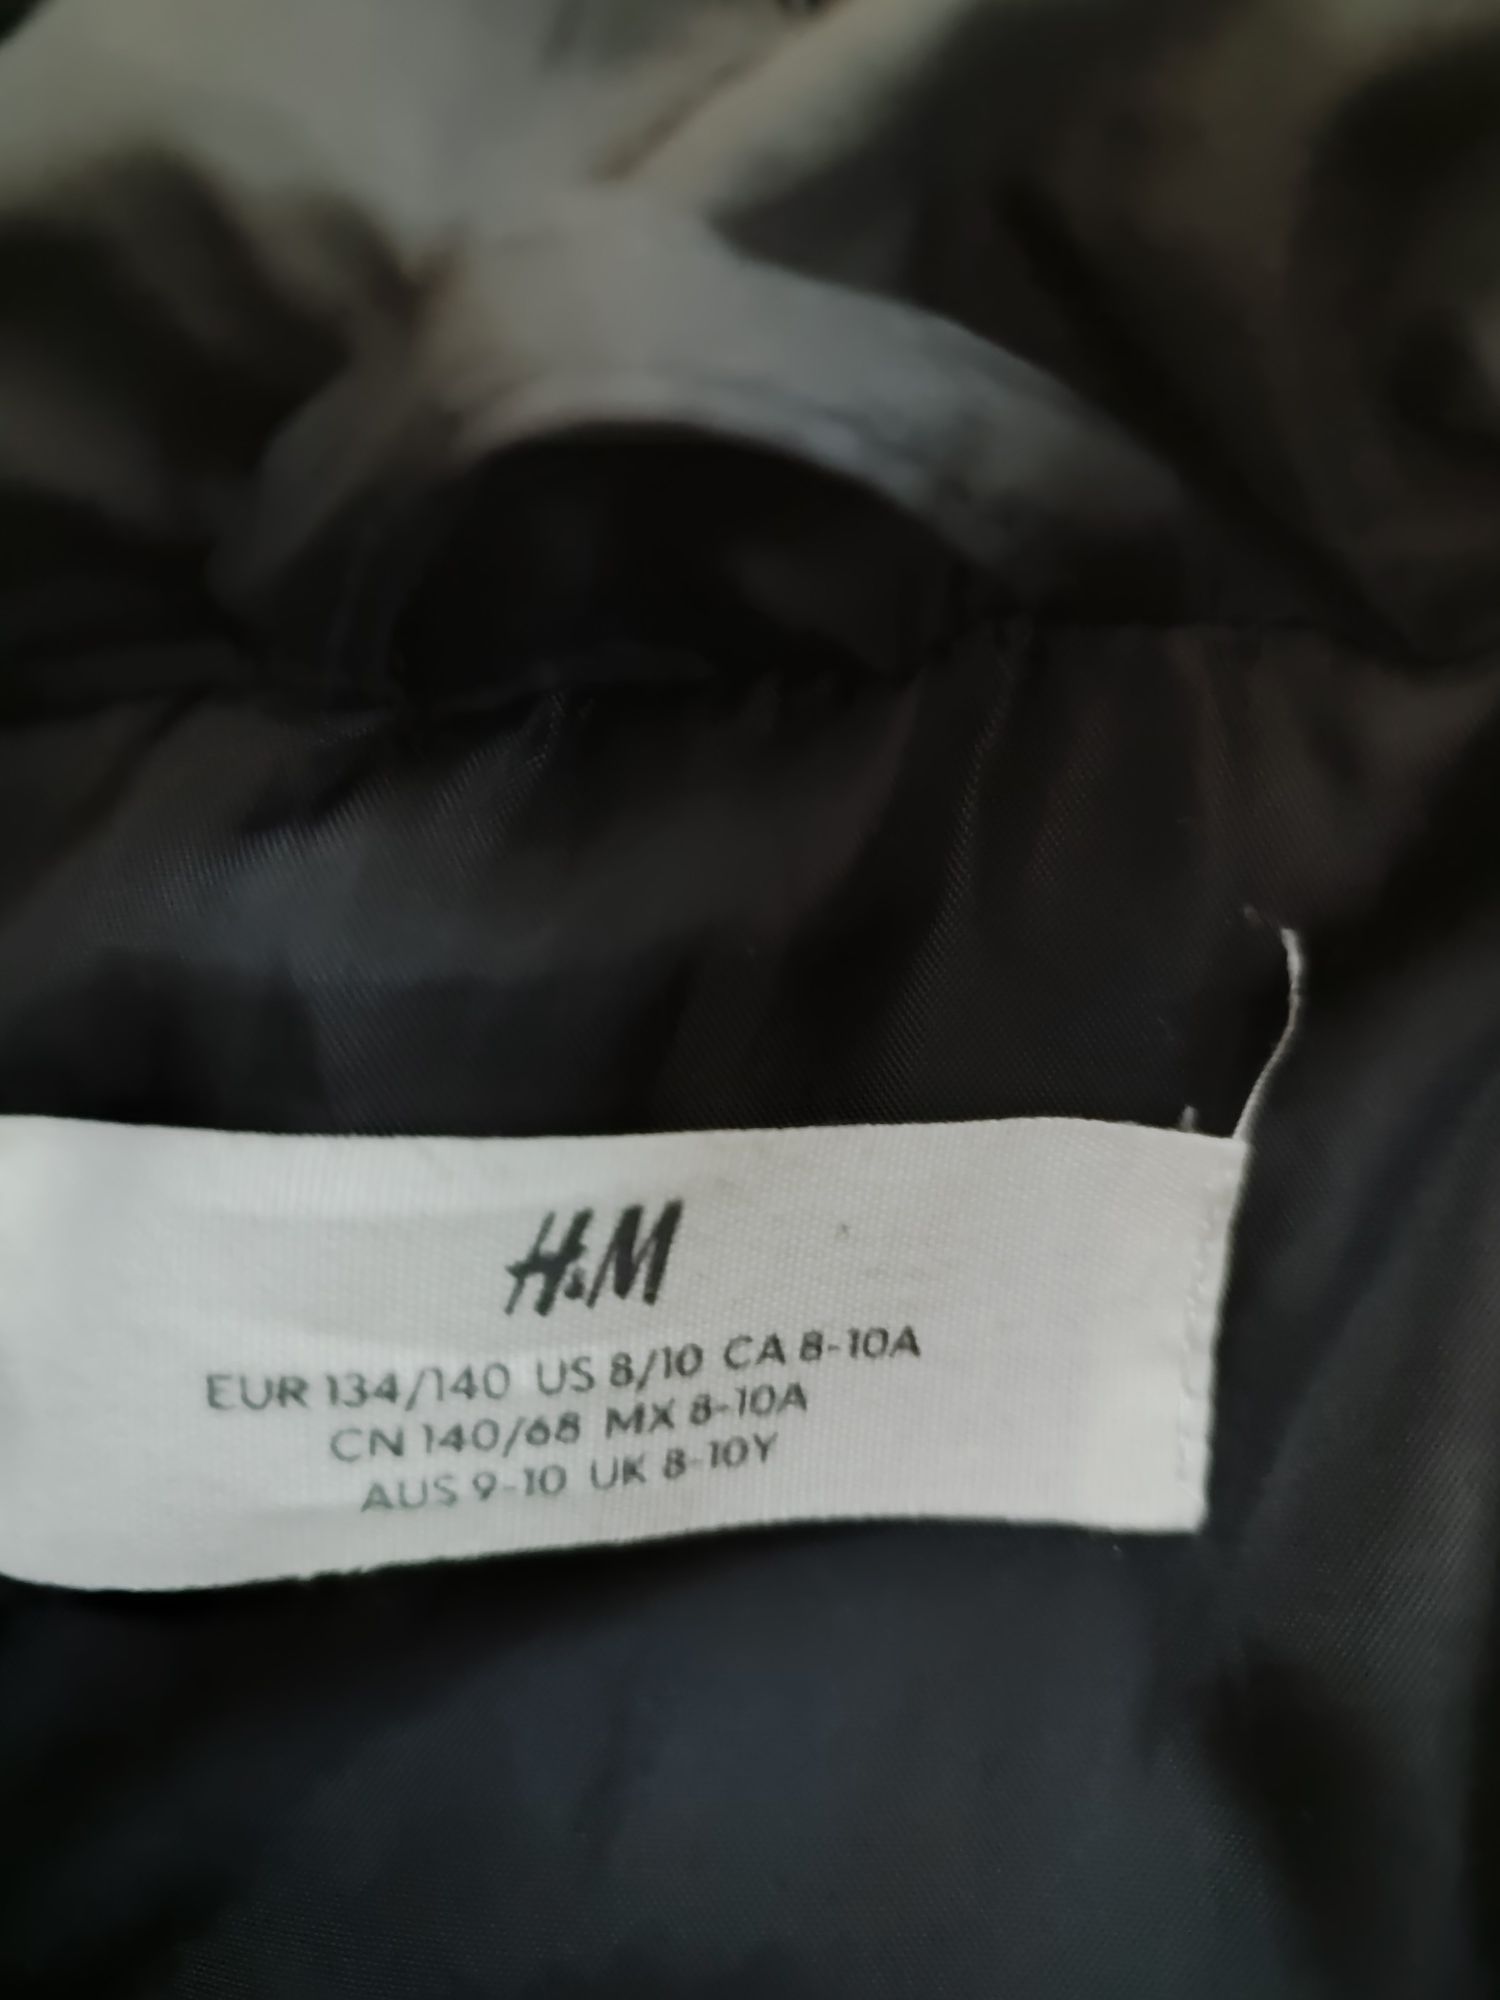 H&M
EUR 134/140 US 8/10 CA 8-10A
CN 140/68 MX 8-10A
AUS 9-10 UK 8-10Y